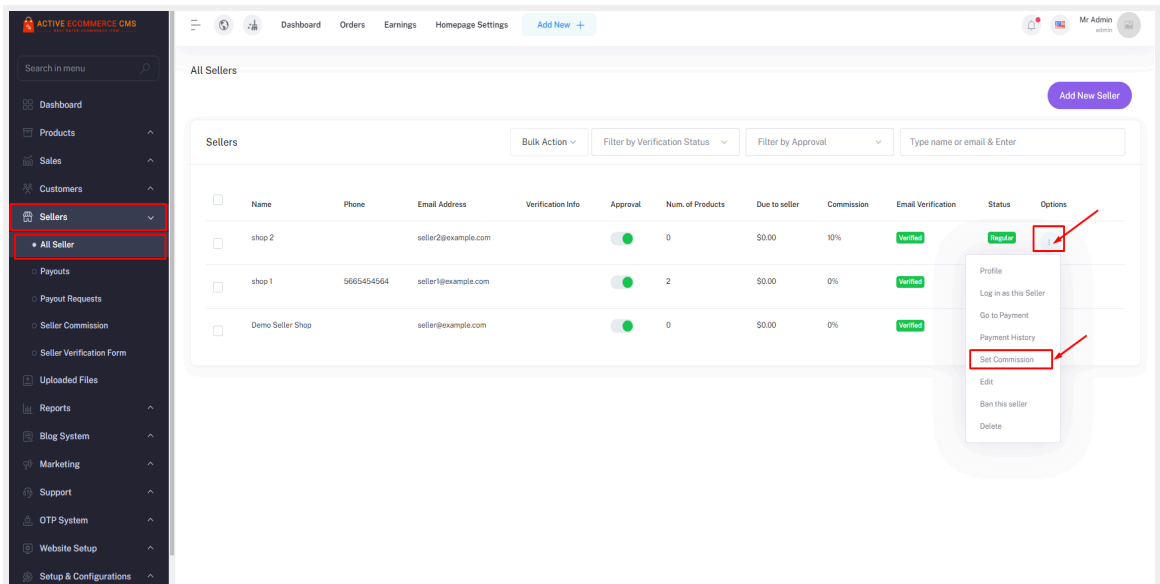 ACTIVE ECOMMERCE CMS
Dashboard Orders Earnings Homepage Settings Add New +
Mr Admin
admin
Search in menu
Dashboard
Products
Sales
Customers
Sellers
All Seller
Payouts
Payout Requests
Seller Commission
Seller Verification Form
Uploaded Files
Reports
Blog System
Marketing
Support
OTP System
Website Setup
Setup & Configurations
All Sellers
Add New Seller
Sellers Bulk Action Filter by Verification Status Filter by Approval Type name or email & Enter
Name Phone Email Address Verification Info Approval Num. of Products Due to seller Commission Email Verification Status Options
shop 2 seller2@example.com 0 $0.00 10% Verified Regular
shop 1 5665454564 seller1@example.com 2 $0.00 0% Verified
Demo Seller Shop seller@example.com 0 $0.00 0% Verified
Profile
Log in as this Seller
Go to Payment
Payment History
Set Commission
Edit
Ban this seller
Delete